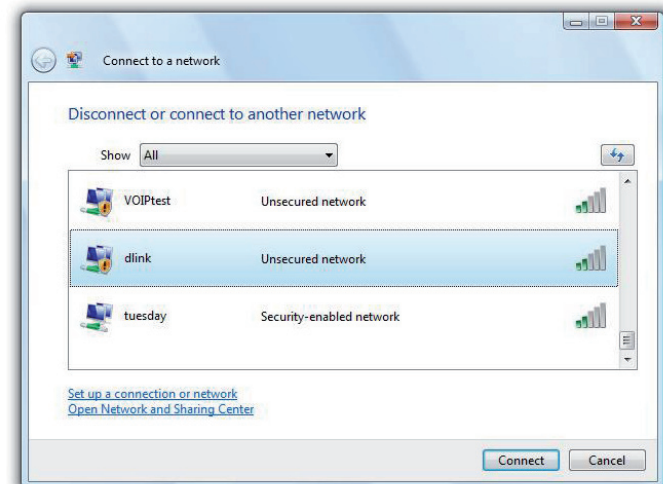 Connect to a network
Disconnect or connect to another network
Show All
VOIPtest Unsecured network
dlink Unsecured network
tuesday Security-enabled network
Set up a connection or network
Open Network and Sharing Center
Connect Cancel